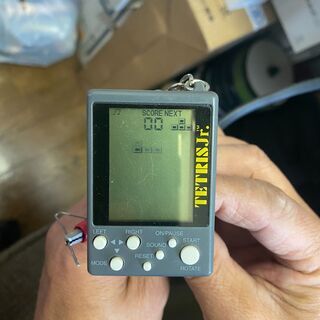 SCORE NEXT
00
TETRIS Jr.
LEFT RIGHT ON/PAUSE
SOUND START
MODE RESET ROTATE